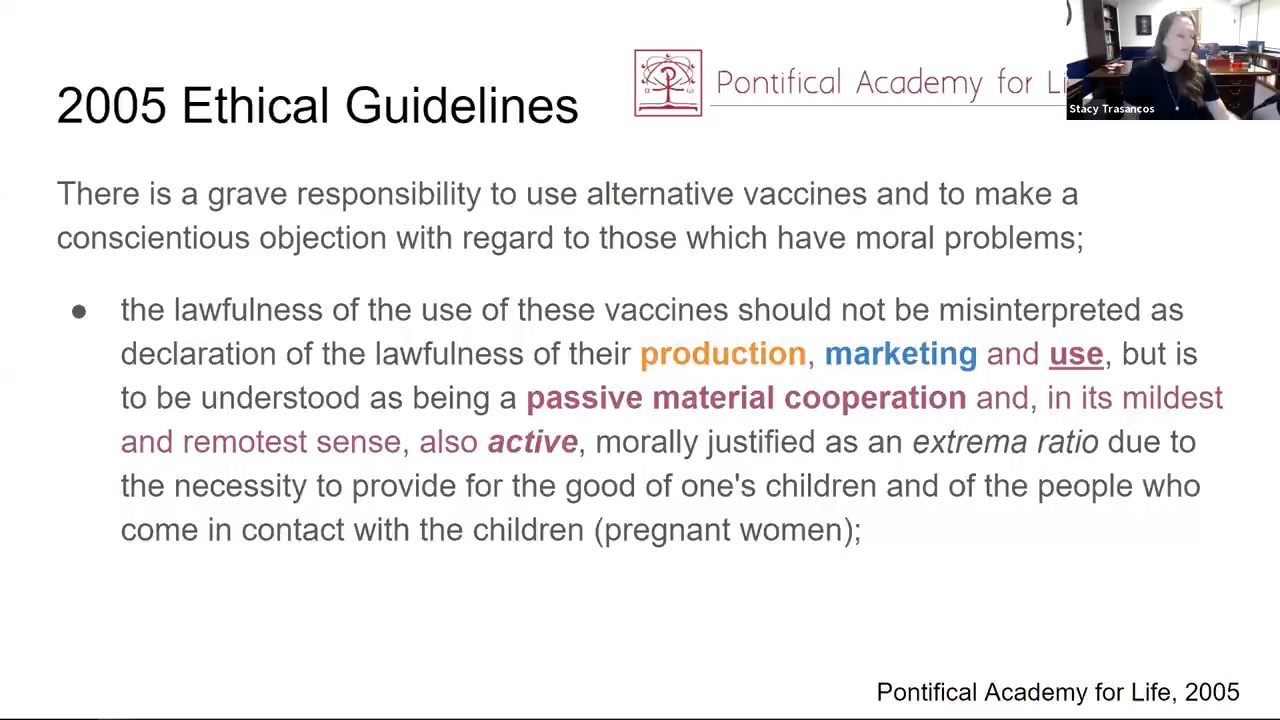 2005 Ethical Guidelines
Pontifical Academy for Li
Stacy Trasancos
There is a grave responsibility to use alternative vaccines and to make a
conscientious objection with regard to those which have moral problems;
● the lawfulness of the use of these vaccines should not be misinterpreted as
declaration of the lawfulness of their production, marketing and use, but is
to be understood as being a passive material cooperation and, in its mildest
and remotest sense, also active, morally justified as an extrema ratio due to
the necessity to provide for the good of one's children and of the people who
come in contact with the children (pregnant women);
Pontifical Academy for Life, 2005